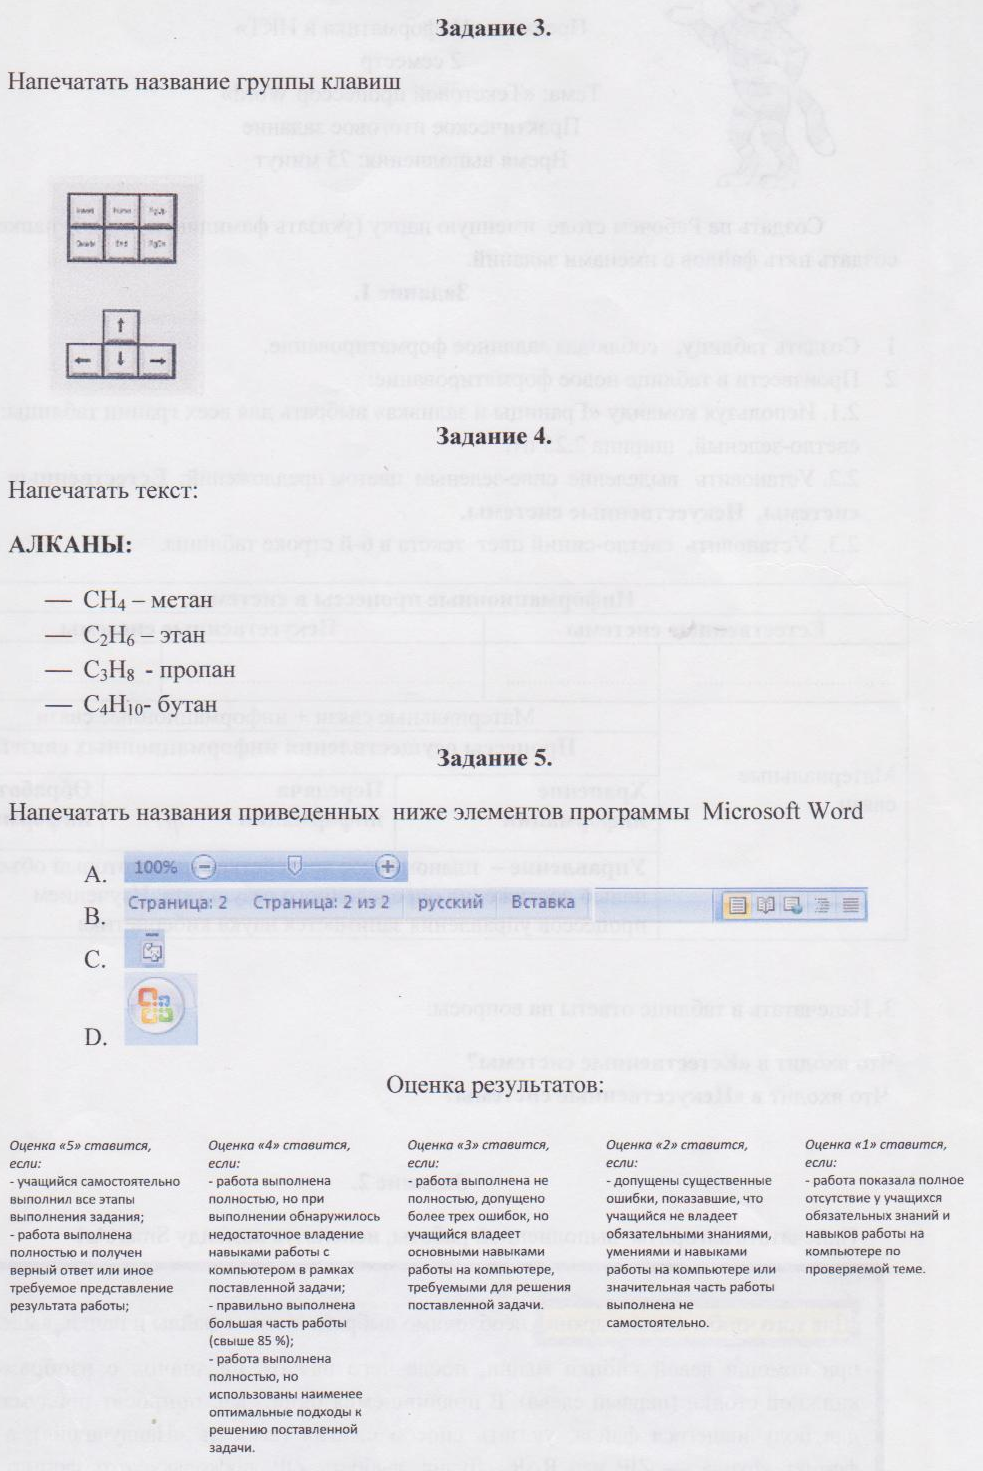 Задание 3.
Напечатать название группы клавиш
Insert Home PgUp
Delete End PgDn
↑
← ↓ →
Задание 4.
Напечатать текст:
АЛКАНЫ:
— CH₄ – метан
— C₂H₆ – этан
— C₃H₈ - пропан
— C₄H₁₀- бутан
Задание 5.
Напечатать названия приведенных ниже элементов программы Microsoft Word
A. 100%
B. Страница: 2 Страница: 2 из 2 русский Вставка
C.
D.
Оценка результатов:
Оценка «5» ставится,
если:
- учащийся самостоятельно
выполнил все этапы
выполнения задания;
- работа выполнена
полностью и получен
верный ответ или иное
требуемое представление
результата работы;
Оценка «4» ставится,
если:
- работа выполнена
полностью, но при
выполнении обнаружилось
недостаточное владение
навыками работы с
компьютером в рамках
поставленной задачи;
- правильно выполнена
большая часть работы
(свыше 85 %);
- работа выполнена
полностью, но
использованы наименее
оптимальные подходы к
решению поставленной
задачи.
Оценка «3» ставится,
если:
- работа выполнена не
полностью, допущено
более трех ошибок, но
учащийся владеет
основными навыками
работы на компьютере,
требуемыми для решения
поставленной задачи.
Оценка «2» ставится,
если:
- допущены существенные
ошибки, показавшие, что
учащийся не владеет
обязательными знаниями,
умениями и навыками
работы на компьютере или
значительная часть работы
выполнена не
самостоятельно.
Оценка «1» ставится,
если:
- работа показала полное
отсутствие у учащихся
обязательных знаний и
навыков работы на
компьютере по
проверяемой теме.